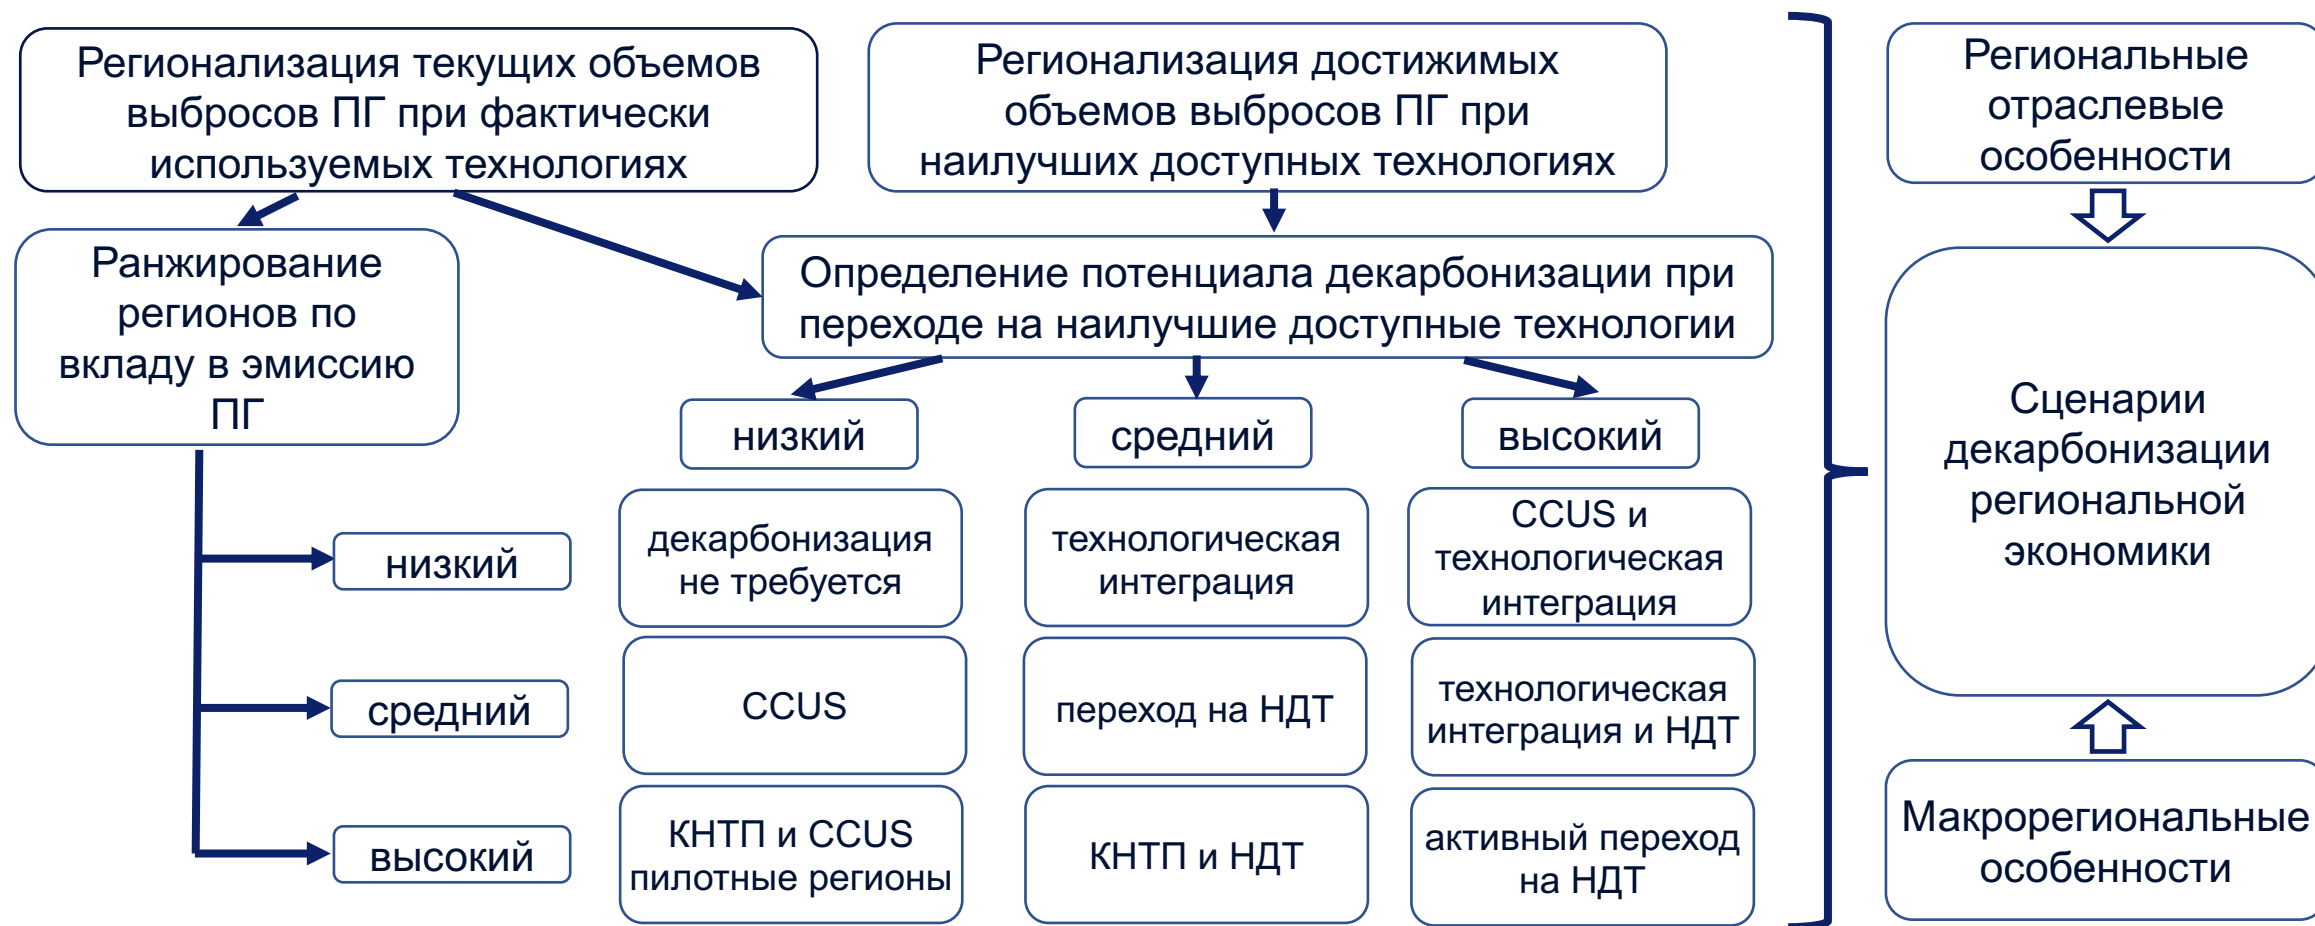 Регионализация текущих объемов
выбросов ПГ при фактически
используемых технологиях
Регионализация достижимых
объемов выбросов ПГ при
наилучших доступных технологиях
Региональные
отраслевые
особенности
Ранжирование
регионов по
вкладу в эмиссию
ПГ
Определение потенциала декарбонизации при
переходе на наилучшие доступные технологии
низкий
средний
высокий
низкий
декарбонизация
не требуется
технологическая
интеграция
CCUS и
технологическая
интеграция
средний
CCUS
переход на НДТ
технологическая
интеграция и НДТ
высокий
КНТП и CCUS
пилотные регионы
КНТП и НДТ
активный переход
на НДТ
Сценарии
декарбонизации
региональной
экономики
Макрорегиональные
особенности